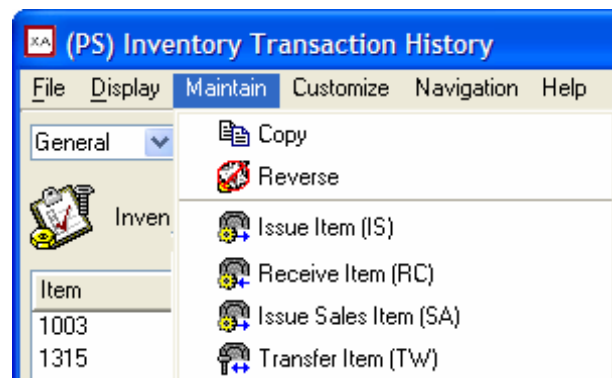 XA (PS) Inventory Transaction History
File Display Maintain Customize Navigation Help
General
Copy
Reverse
Inven
Issue Item (IS)
Receive Item (RC)
Item
Issue Sales Item (SA)
1003
Transfer Item (TW)
1315